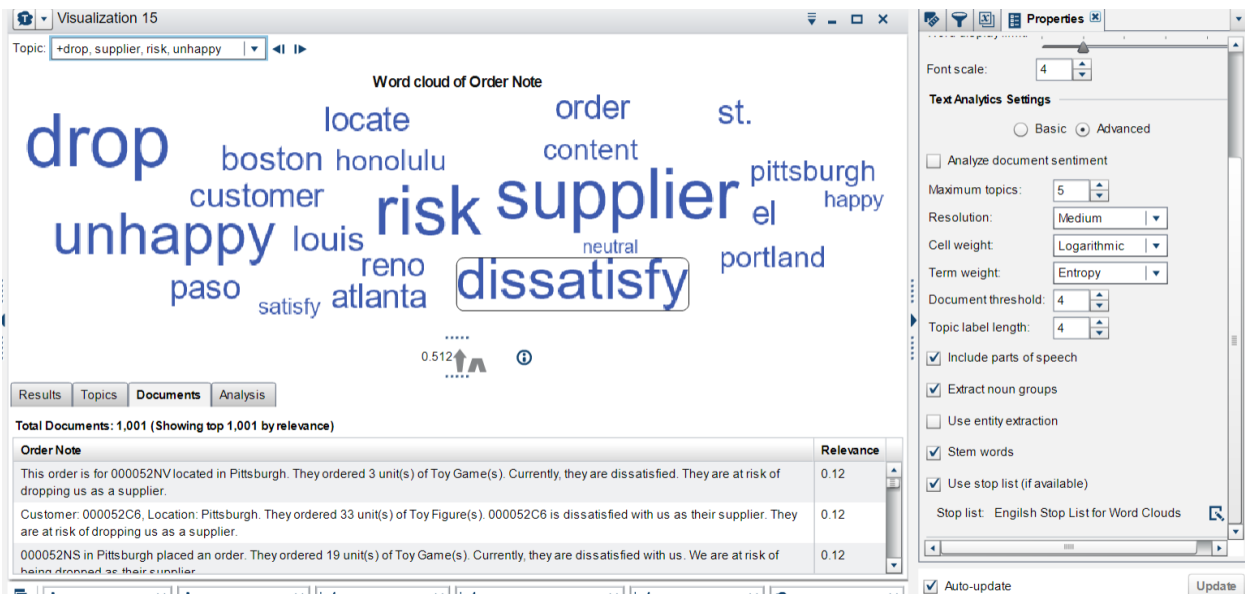 Visualization 15
Topic: +drop, supplier, risk, unhappy
Word cloud of Order Note
drop
locate
order
st.
boston
honolulu
content
pittsburgh
customer
risk
supplier
el
happy
unhappy
louis
neutral
reno
portland
paso
satisfy
atlanta
dissatisfy
0.512
Results Topics Documents Analysis
Total Documents: 1,001 (Showing top 1,001 by relevance)
Order Note Relevance
This order is for 000052NV located in Pittsburgh. They ordered 3 unit(s) of Toy Game(s). Currently, they are dissatisfied. They are at risk of 0.12
dropping us as a supplier.
Customer: 000052C6, Location: Pittsburgh. They ordered 33 unit(s) of Toy Figure(s). 000052C6 is dissatisfied with us as their supplier. They 0.12
are at risk of dropping us as a supplier.
000052NS in Pittsburgh placed an order. They ordered 19 unit(s) of Toy Game(s). Currently, they are dissatisfied with us. We are at risk of 0.12
being dropped as their supplier.
Properties
Font scale: 4
Text Analytics Settings
Basic Advanced
Analyze document sentiment
Maximum topics: 5
Resolution: Medium
Cell weight: Logarithmic
Term weight: Entropy
Document threshold: 4
Topic label length: 4
Include parts of speech
Extract noun groups
Use entity extraction
Stem words
Use stop list (if available)
Stop list: Engilsh Stop List for Word Clouds
Auto-update Update